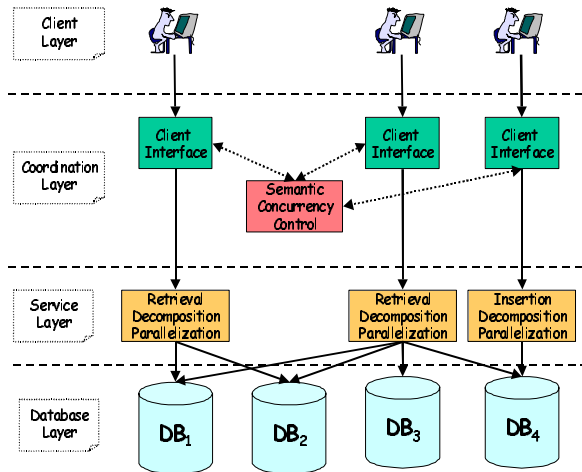 Client
Layer
Client
Interface
Client
Interface
Client
Interface
Coordination
Layer
Semantic
Concurrency
Control
Service
Layer
Retrieval
Decomposition
Parallelization
Retrieval
Decomposition
Parallelization
Insertion
Decomposition
Parallelization
Database
Layer
DB1
DB2
DB3
DB4